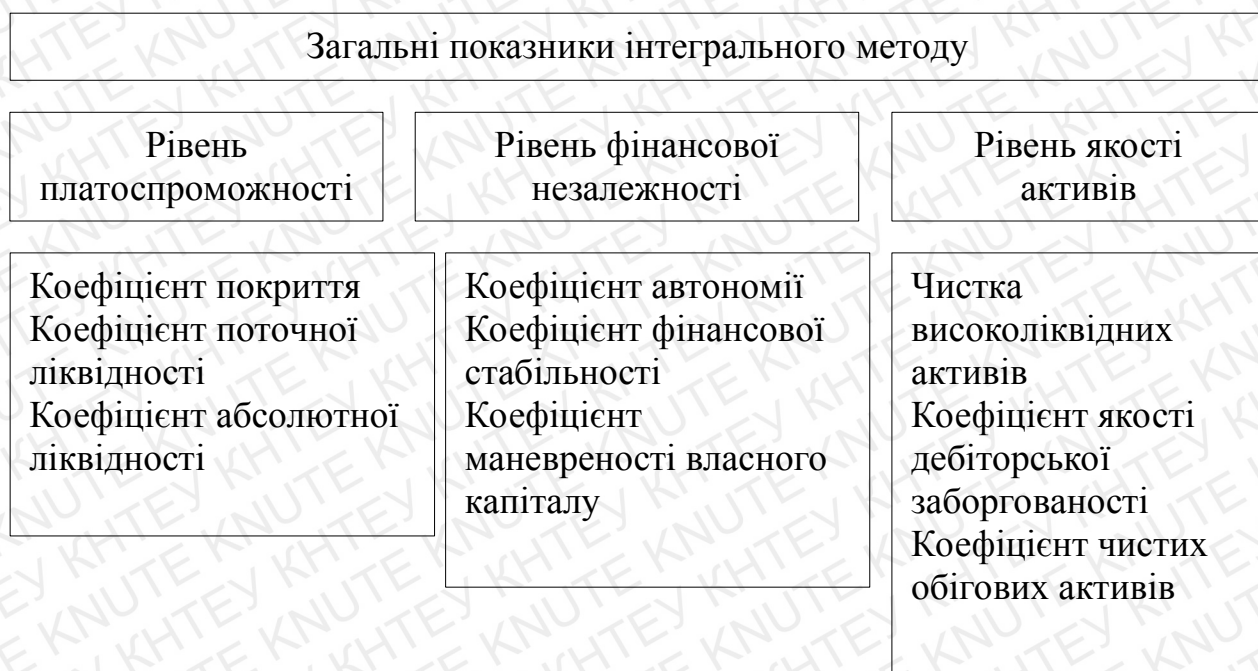 Загальні показники інтегрального методу
Рівень
платоспроможності
Рівень фінансової
незалежності
Рівень якості
активів
Коефіцієнт покриття
Коефіцієнт поточної
ліквідності
Коефіцієнт абсолютної
ліквідності
Коефіцієнт автономії
Коефіцієнт фінансової
стабільності
Коефіцієнт
маневреності власного
капіталу
Чистка
високоліквідних
активів
Коефіцієнт якості
дебіторської
заборгованості
Коефіцієнт чистих
обігових активів